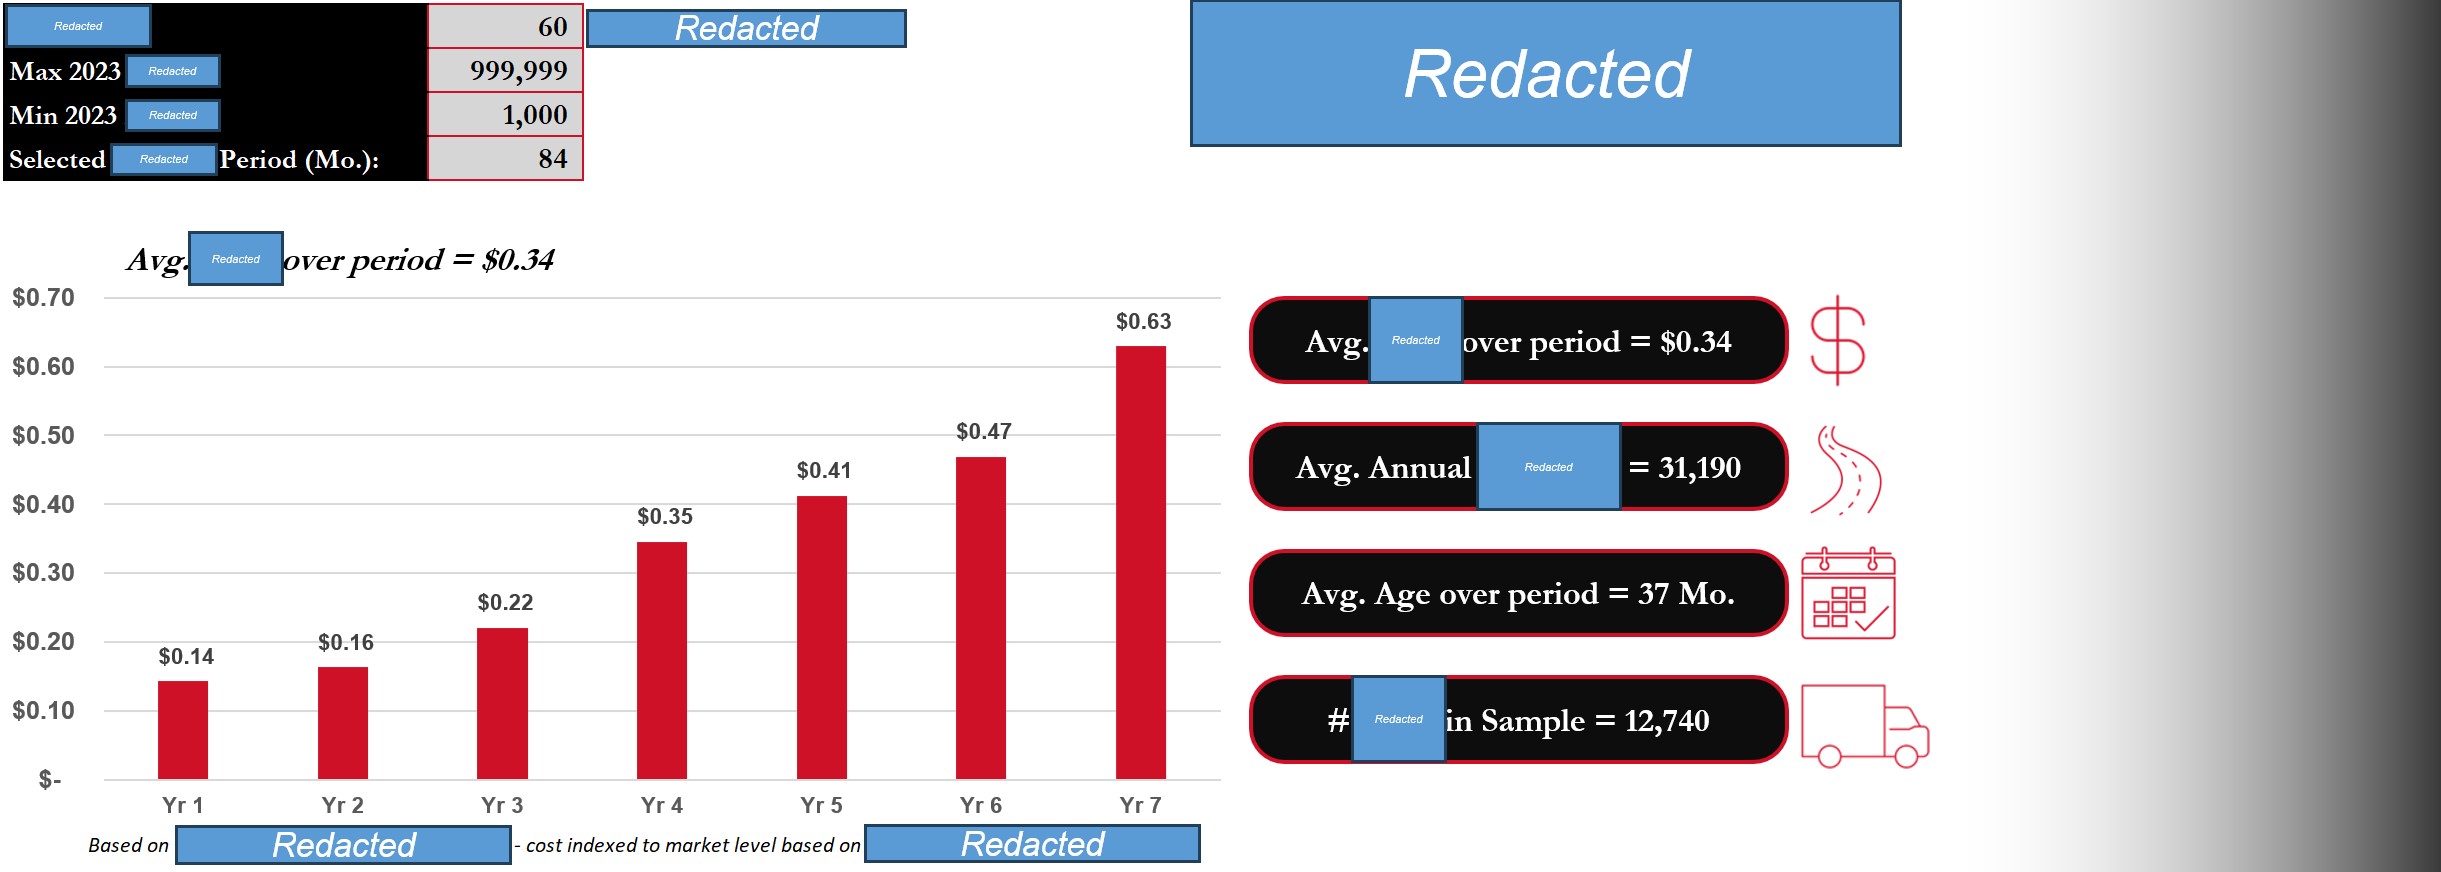 Redacted 60 Redacted
Redacted
Max 2023 Redacted 999,999
Min 2023 Redacted 1,000
Selected Redacted Period (Mo.): 84
Avg. Redacted over period = $0.34
$0.70
$0.60
$0.50
$0.40
$0.30
$0.20
$0.10
$-
$0.14
$0.16
$0.22
$0.35
$0.41
$0.47
$0.63
Yr 1 Yr 2 Yr 3 Yr 4 Yr 5 Yr 6 Yr 7
Based on Redacted - cost indexed to market level based on Redacted
Avg. Redacted over period = $0.34
$
Avg. Annual Redacted = 31,190
Avg. Age over period = 37 Mo.
# Redacted in Sample = 12,740